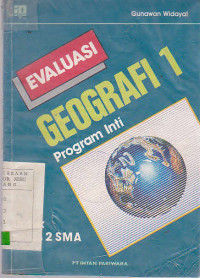 Gunawan Widayat
EVALUASI
GEOGRAFI 1
Program Inti
2 SMA
PT INTAN PARIWARA